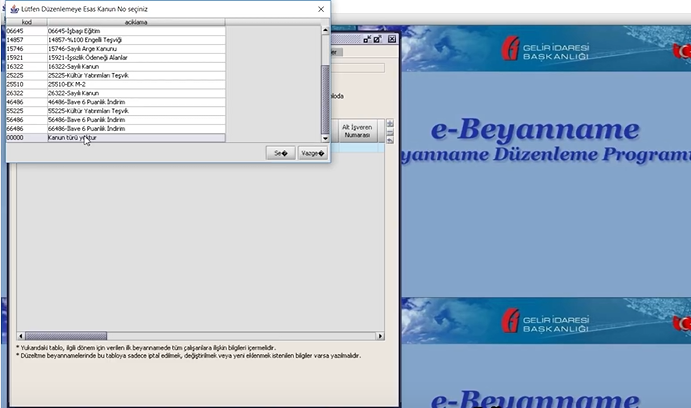 Lütfen Düzenlemeye Esas Kanun No seçiniz
kod açıklama
06645 06645-İşbaşı Eğitim
14857 14857-%100 Engelli Teşviği
15746 15746-Sayılı Arge Kanunu
15921 15921-İşsizlik Ödeneği Alanlar
16322 16322-Sayılı Kanun
25225 25225-Kültür Yatırımları Teşvik
25510 25510-EK M-2
26322 26322-Sayılı Kanun
46486 46486-İlave 6 Puanlık İndirim
55225 55225-Kültür Yatırımları Teşvik
56486 56486-İlave 6 Puanlık İndirim
66486 66486-İlave 6 Puanlık İndirim
00000 Kanun türü yoktur
Se� Vazge�
ler
loda
Alt İşveren
Numarası
* Yukarıdaki tablo, ilgili dönem için verilen ilk beyannamede tüm çalışanlara ilişkin bilgileri içermelidir.
* Düzeltme beyannamelerinde bu tabloya sadece iptal edilmek, değiştirilmek veya yeni eklenmek istenilen bilgiler varsa yazılmalıdır.
GELİR İDARESİ
BAŞKANLIĞI
e-Beyanname
yanname Düzenleme Program
GELİR İDARESİ
BAŞKANLIĞI
e-Beyanname